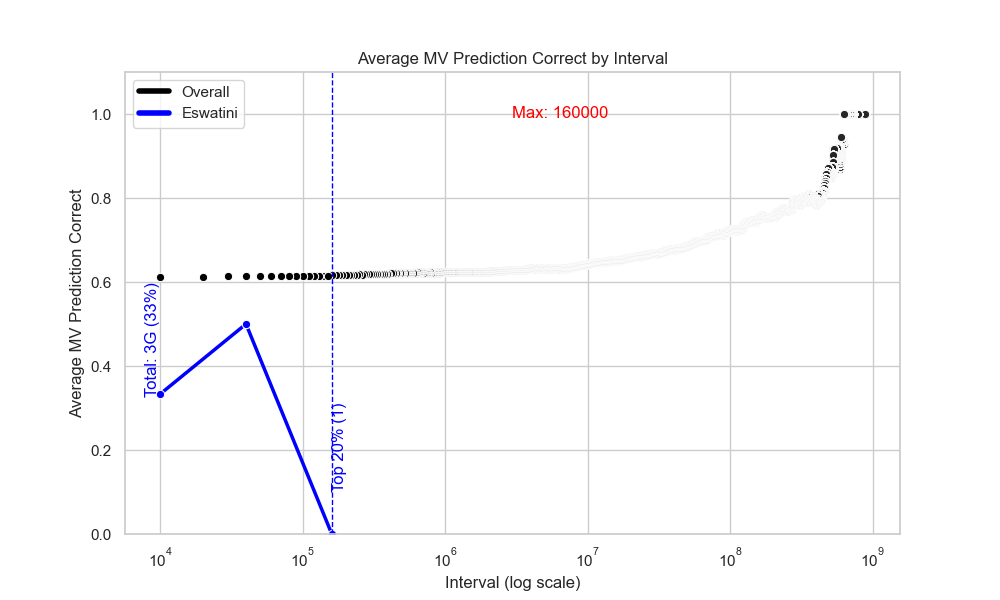 Average MV Prediction Correct by Interval
Overall
Eswatini
Max: 160000
Average MV Prediction Correct
1.0
0.8
0.6
0.4
0.2
0.0
Total: 3G (33%)
Top 20% (1)
10^4
10^5
10^6
10^7
10^8
10^9
Interval (log scale)